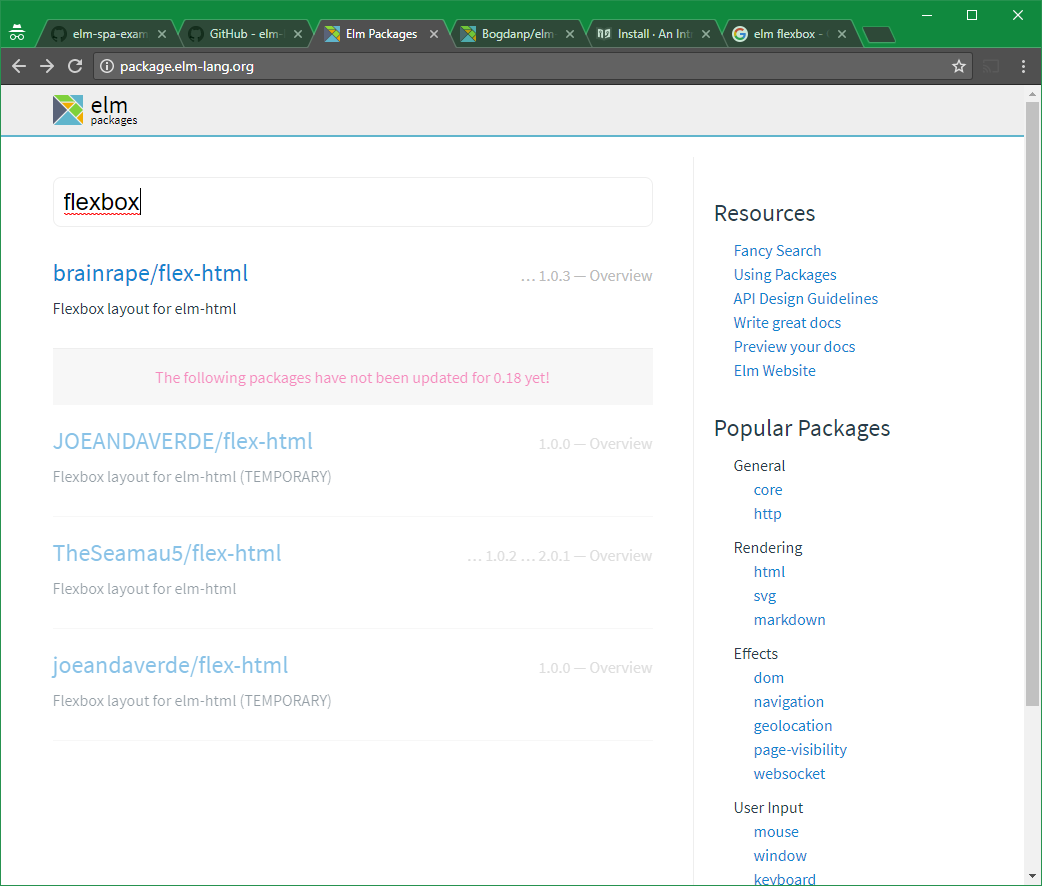 elm-spa-exam
GitHub - elm-
Elm Packages
Bogdanp/elm-
Install · An Int
elm flexbox -
package.elm-lang.org
elm
packages
flexbox
brainrape/flex-html
… 1.0.3 — Overview
Flexbox layout for elm-html
The following packages have not been updated for 0.18 yet!
JOEANDAVERDE/flex-html
1.0.0 — Overview
Flexbox layout for elm-html (TEMPORARY)
TheSeamau5/flex-html
… 1.0.2 … 2.0.1 — Overview
Flexbox layout for elm-html
joeandaverde/flex-html
1.0.0 — Overview
Flexbox layout for elm-html (TEMPORARY)
Resources
Fancy Search
Using Packages
API Design Guidelines
Write great docs
Preview your docs
Elm Website
Popular Packages
General
core
http
Rendering
html
svg
markdown
Effects
dom
navigation
geolocation
page-visibility
websocket
User Input
mouse
window
keyboard